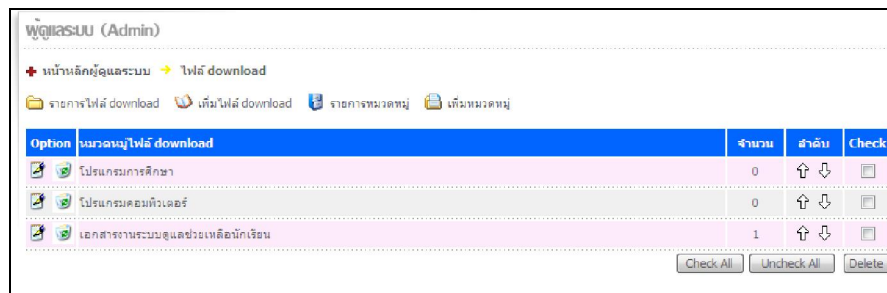 ผู้ดูแลระบบ (Admin)
หน้าหลักผู้ดูแลระบบ ไฟล์ download
รายการไฟล์ download เพิ่มไฟล์ download รายการหมวดหมู่ เพิ่มหมวดหมู่
Option หมวดหมู่ไฟล์ download จำนวน ลำดับ Check
โปรแกรมการศึกษา 0
โปรแกรมคอมพิวเตอร์ 0
เอกสารงานระบบดูแลช่วยเหลือนักเรียน 1
Check All Uncheck All Delete